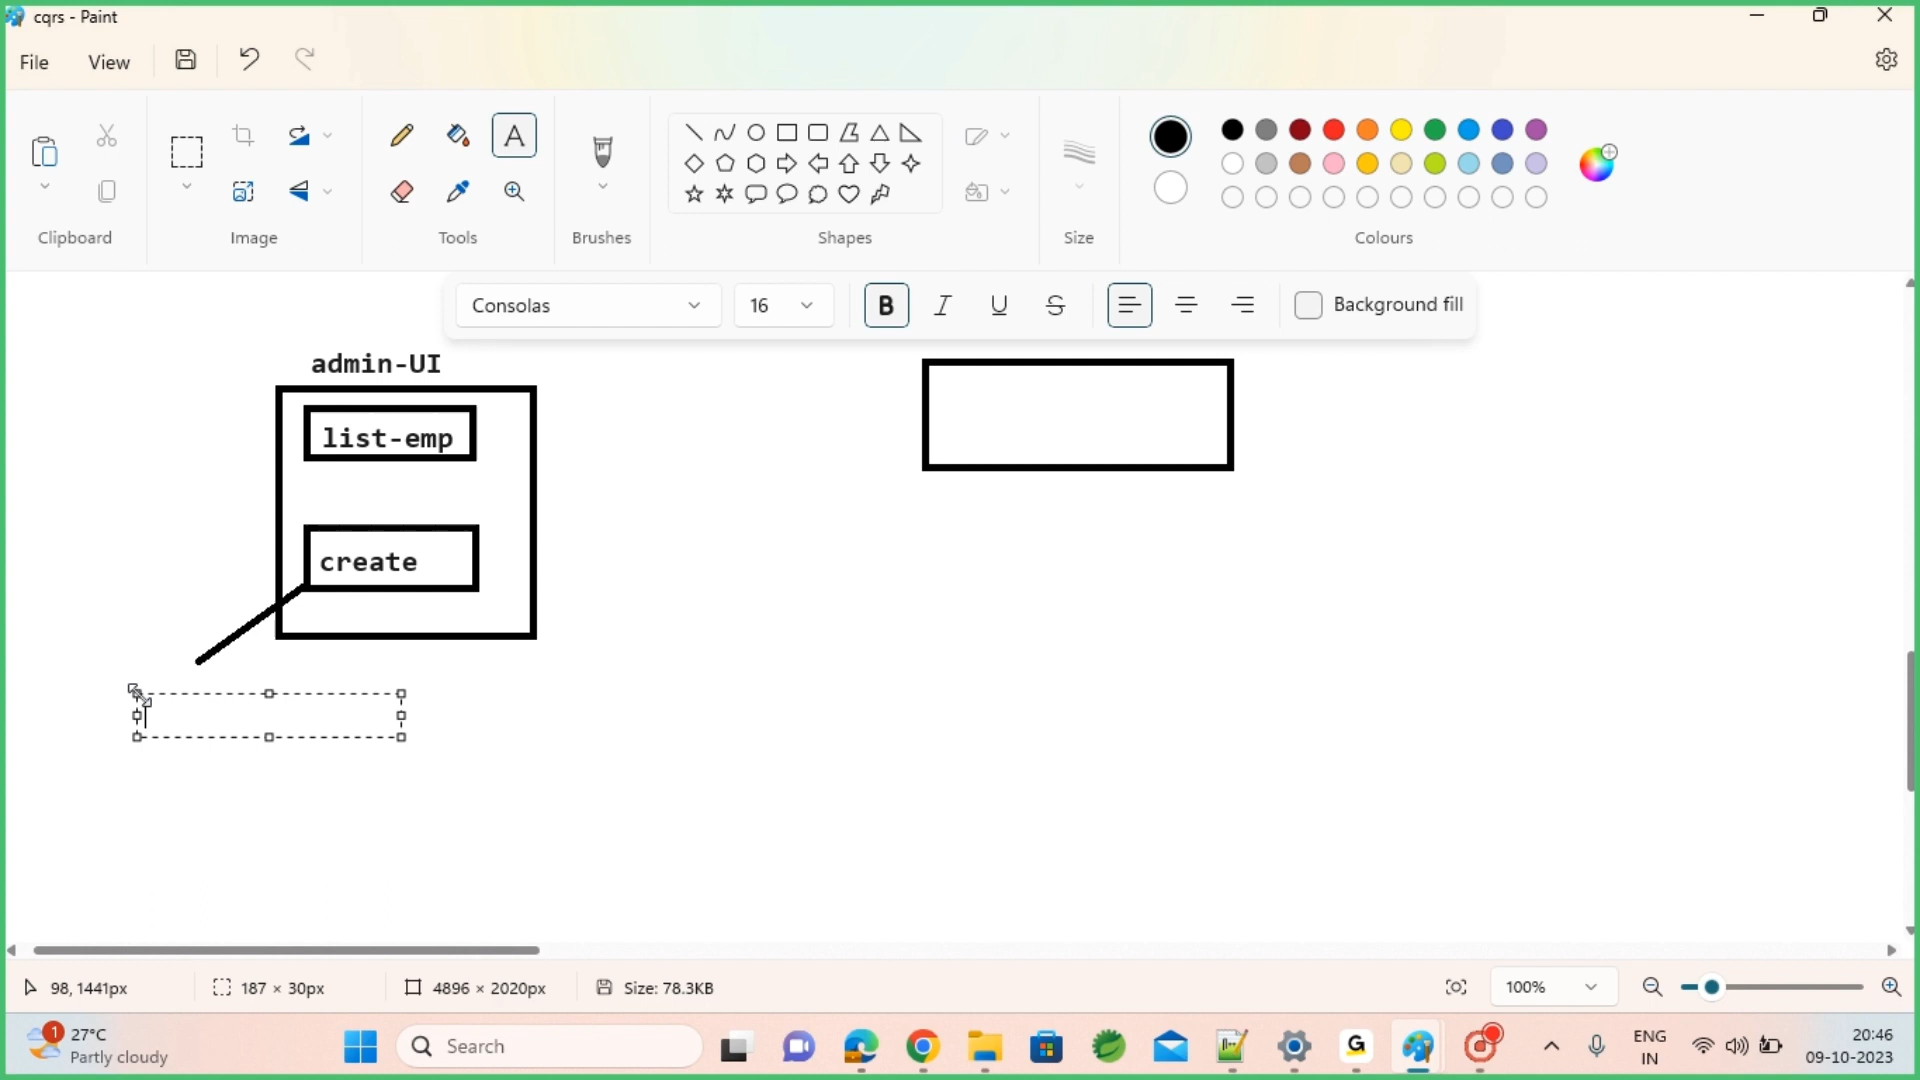 cqrs - Paint
File View
Clipboard Image Tools Brushes Shapes Size Colours
Consolas 16 B I U S Background fill
admin-UI
list-emp
create
98, 1441px 187 × 30px 4896 × 2020px Size: 78.3KB 100%
1 27°C
Partly cloudy
Search
ENG
IN
20:46
09-10-2023